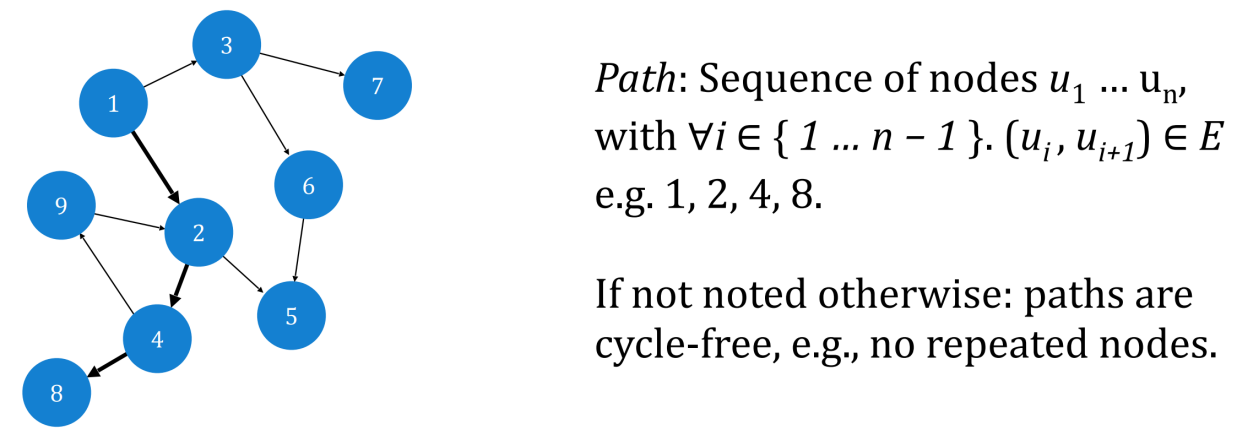 3
7
1
6
9
2
5
4
8
Path: Sequence of nodes u₁ ... uₙ,
with ∀i ∈ { 1 ... n − 1 }. (uᵢ, uᵢ₊₁) ∈ E
e.g. 1, 2, 4, 8.
If not noted otherwise: paths are
cycle-free, e.g., no repeated nodes.